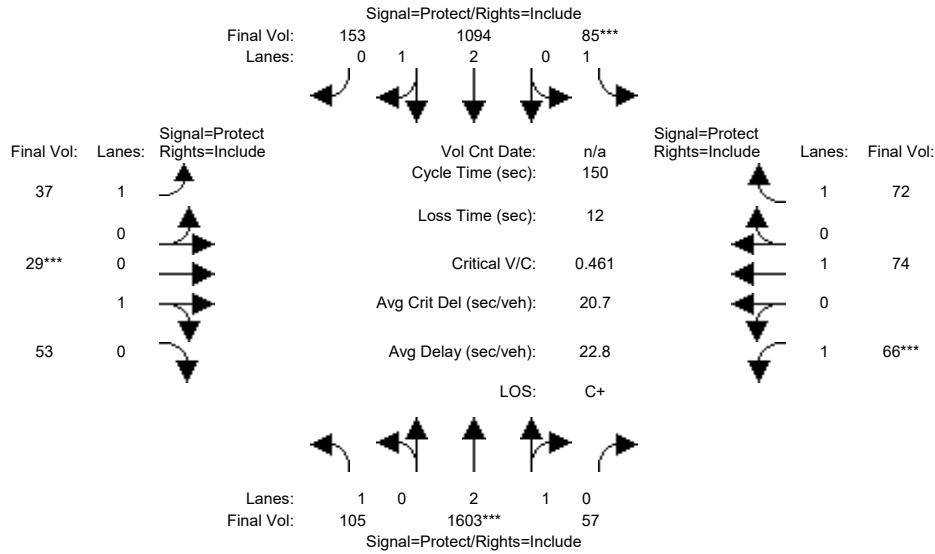 Signal=Protect/Rights=Include
Final Vol: 153 1094 85***
Lanes: 0 1 2 0 1
Signal=Protect
Final Vol: Lanes: Rights=Include
Vol Cnt Date: n/a
Cycle Time (sec): 150
Signal=Protect
Rights=Include Lanes: Final Vol:
37 1
1 72
Loss Time (sec): 12
0
0
29*** 0
Critical V/C: 0.461
1 74
1
Avg Crit Del (sec/veh): 20.7
0
53 0
Avg Delay (sec/veh): 22.8
1 66***
LOS: C+
Lanes: 1 0 2 1 0
Final Vol: 105 1603*** 57
Signal=Protect/Rights=Include